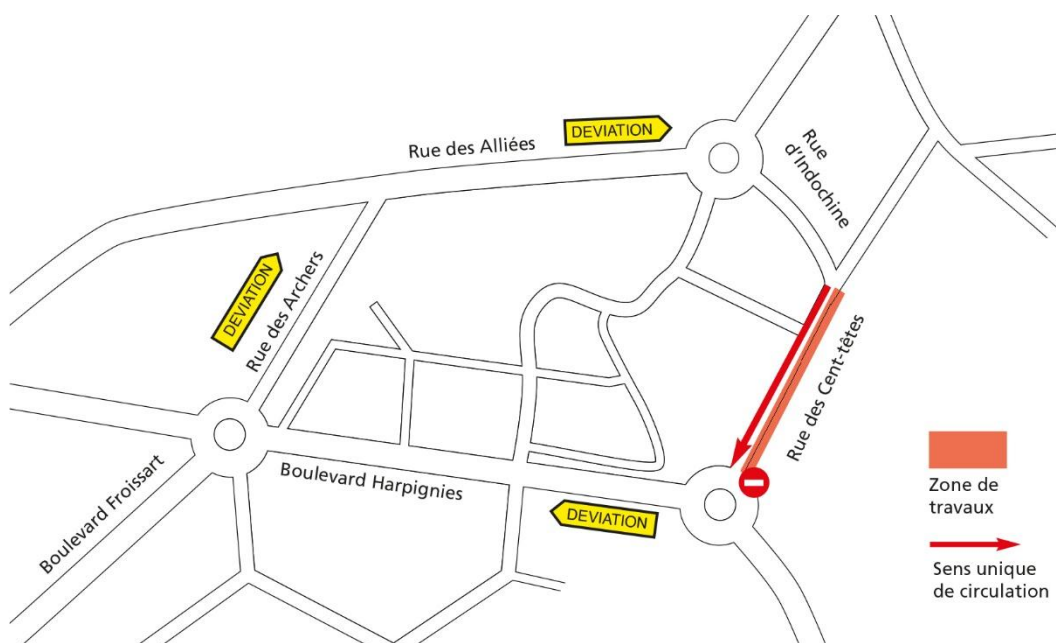 DEVIATION
Rue des Alliées
Rue
d'Indochine
DEVIATION
Rue des Archers
Rue des Cent-têtes
Boulevard Froissart
Boulevard Harpignies
DEVIATION
Zone de
travaux
Sens unique
de circulation